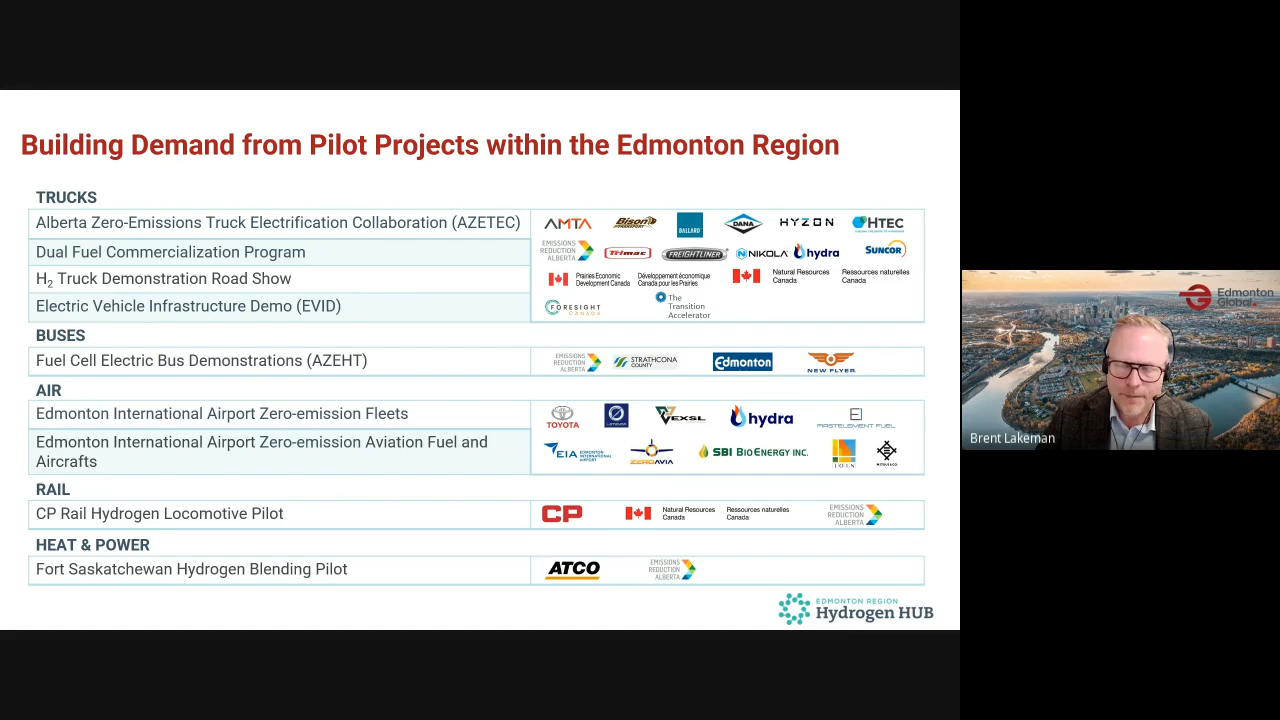 Building Demand from Pilot Projects within the Edmonton Region
TRUCKS
Alberta Zero-Emissions Truck Electrification Collaboration (AZETEC)
AMTA Bison TRANSPORT BALLARD DANA HYZON HTEC
Dual Fuel Commercialization Program
EMISSIONS REDUCTION ALBERTA Trimac FREIGHTLINER NIKOLA hydra SUNCOR
H2 Truck Demonstration Road Show
Prairies Economic Development Canada Développement économique Canada pour les Prairies Natural Resources Canada Ressources naturelles Canada
Electric Vehicle Infrastructure Demo (EVID)
FORESIGHT CANADA The Transition Accelerator
BUSES
Fuel Cell Electric Bus Demonstrations (AZEHT)
EMISSIONS REDUCTION ALBERTA STRATHCONA COUNTY Edmonton NEW FLYER
AIR
Edmonton International Airport Zero-emission Fleets
TOYOTA VEXSL hydra FIRSTELEMENT FUEL
Edmonton International Airport Zero-emission Aviation Fuel and
Aircrafts
EIA EDMONTON INTERNATIONAL AIRPORT ZEROAVIA SBI BIOENERGY INC.
RAIL
CP Rail Hydrogen Locomotive Pilot
CP Natural Resources Canada Ressources naturelles Canada EMISSIONS REDUCTION ALBERTA
HEAT & POWER
Fort Saskatchewan Hydrogen Blending Pilot
ATCO EMISSIONS REDUCTION ALBERTA
EDMONTON REGION
Hydrogen HUB
Edmonton
Global
Brent Lakeman